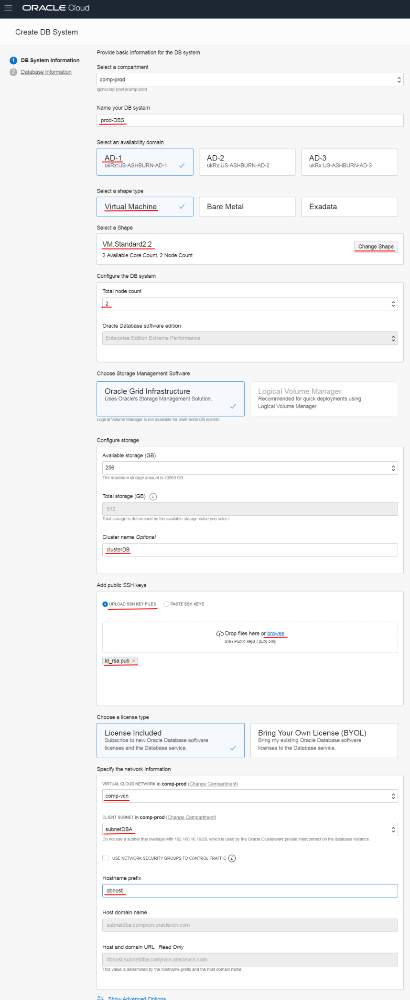 ORACLE Cloud
Create DB System
1 DB System Information
2 Database Information
Provide basic information for the DB system
Select a compartment
comp-prod
lgcnscorp (root)/comp-prod
Name your DB system
prod-DBS
Select an availability domain
AD-1
ukRx:US-ASHBURN-AD-1
AD-2
ukRx:US-ASHBURN-AD-2
AD-3
ukRx:US-ASHBURN-AD-3
Select a shape type
Virtual Machine
Bare Metal
Exadata
Select a Shape
VM.Standard2.2
2 Available Core Count, 2 Node Count
Change Shape
Configure the DB system
Total node count
2
Oracle Database software edition
Enterprise Edition Extreme Performance
Choose Storage Management Software
Oracle Grid Infrastructure
Uses Oracle's Storage Management Solution.
Logical Volume Manager
Recommended for quick deployments using
Logical Volume Manager.
Logical Volume Manager is not available for multi-node DB system
Configure storage
Available storage (GB)
256
The maximum storage amount is 40960 GB.
Total storage (GB) i
912
Total storage is determined by the available storage value you select.
Cluster name Optional
clusterDB
Add public SSH keys
UPLOAD SSH KEY FILES PASTE SSH KEYS
Drop files here or browse
SSH Public keys (.pub) only
id_rsa.pub ×
Choose a license type
License Included
Subscribe to new Oracle Database software
licenses and the Database service.
Bring Your Own License (BYOL)
Bring my existing Oracle Database software
licenses to the Database service.
Specify the network information
VIRTUAL CLOUD NETWORK in comp-prod (Change Compartment)
comp-vcn
CLIENT SUBNET in comp-prod (Change Compartment)
subnetDBA
Do not use a subnet that overlaps with 192.168.16.16/28, which is used by the Oracle Clusterware private interconnect on the database instance.
USE NETWORK SECURITY GROUPS TO CONTROL TRAFFIC i
Hostname prefix
dbhost
Host domain name
subnetdba.compvcn.oraclevcn.com
Host and domain URL Read Only
dbhost.subnetdba.compvcn.oraclevcn.com
This value is determined by the hostname prefix and the host domain name.
Show Advanced Options